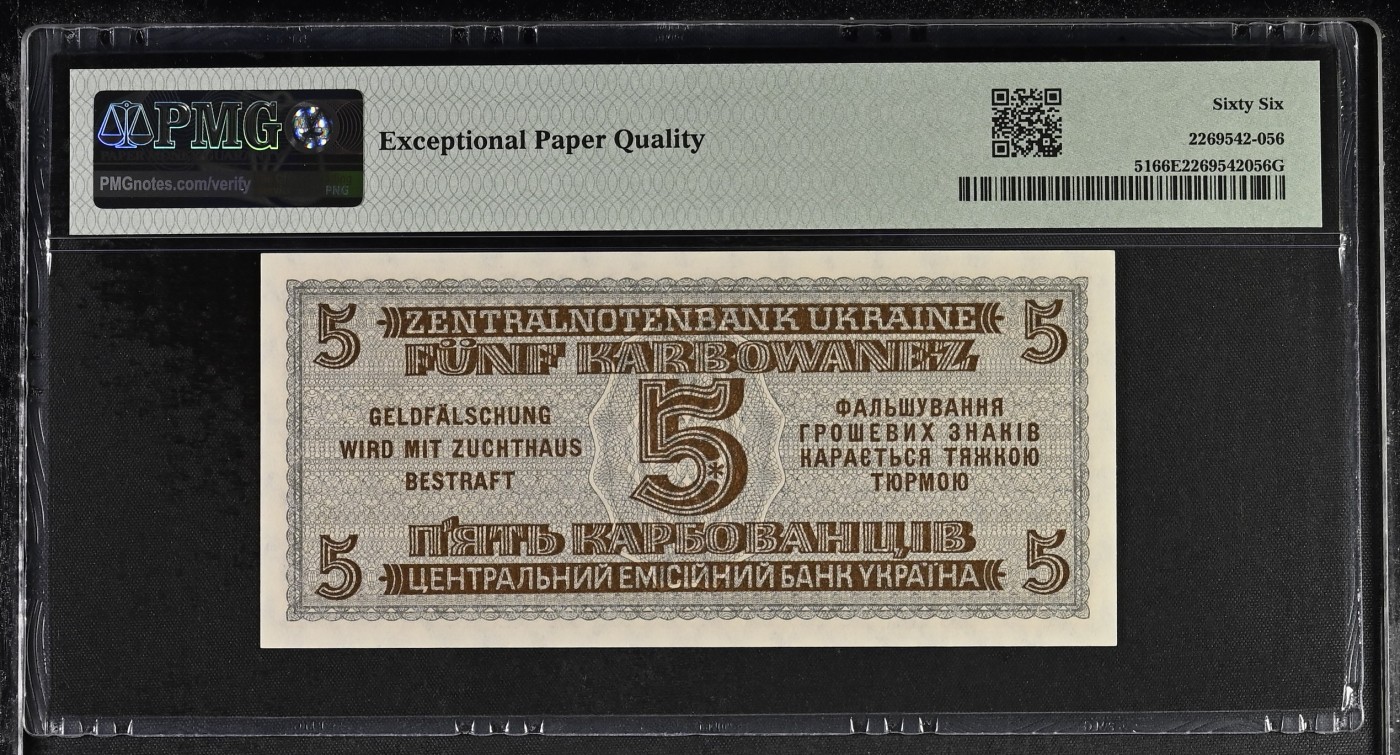 PMG
PMGnotes.com/verify
PNG
Exceptional Paper Quality
Sixty Six
2269542-056
5166E2269542056G
5
ZENTRALNOTENBANK UKRAINE
5
FÜNF KARBOWANEZ
GELDFÄLSCHUNG
WIRD MIT ZUCHTHAUS
BESTRAFT
5
*
ФАЛЬШУВАННЯ
ГРОШЕВИХ ЗНАКІВ
КАРАЄТЬСЯ ТЯЖКОЮ
ТЮРМОЮ
П'ЯТЬ КАРБОВАНЦІВ
5
ЦЕНТРАЛЬНИЙ ЕМІСІЙНИЙ БАНК УКРАЇНА
5